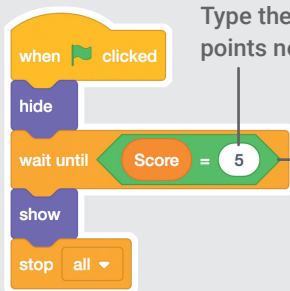 Type the
points
when clicked
hide
wait until Score = 5
show
stop all